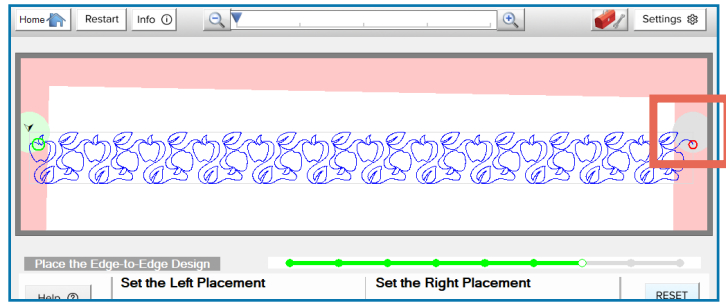 Home Restart Info Settings
Place the Edge-to-Edge Design
Set the Left Placement Set the Right Placement
Help RESET